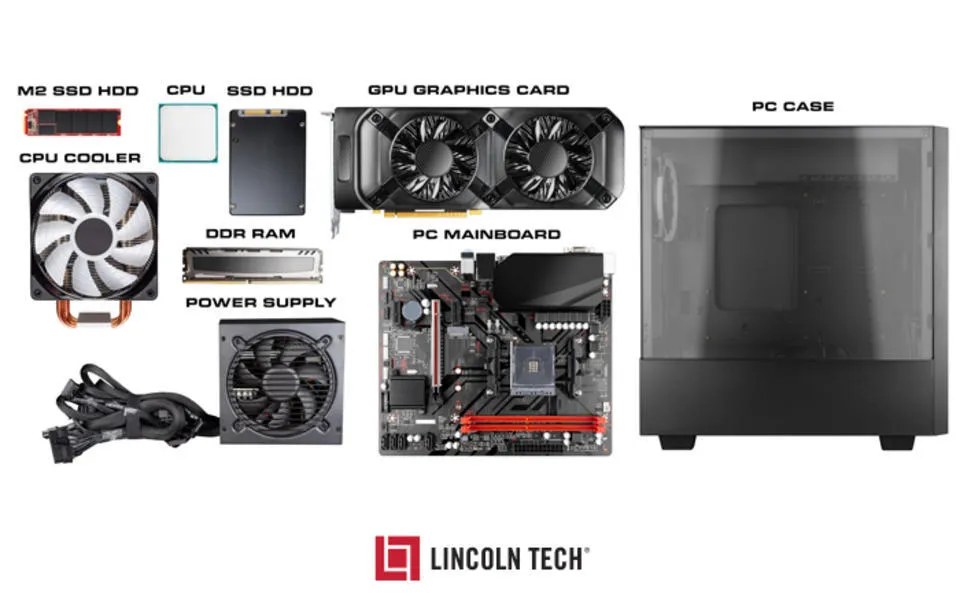 M2 SSD HDD
CPU
SSD HDD
GPU GRAPHICS CARD
PC CASE
CPU COOLER
DDR RAM
PC MAINBOARD
POWER SUPPLY
LINCOLN TECH®